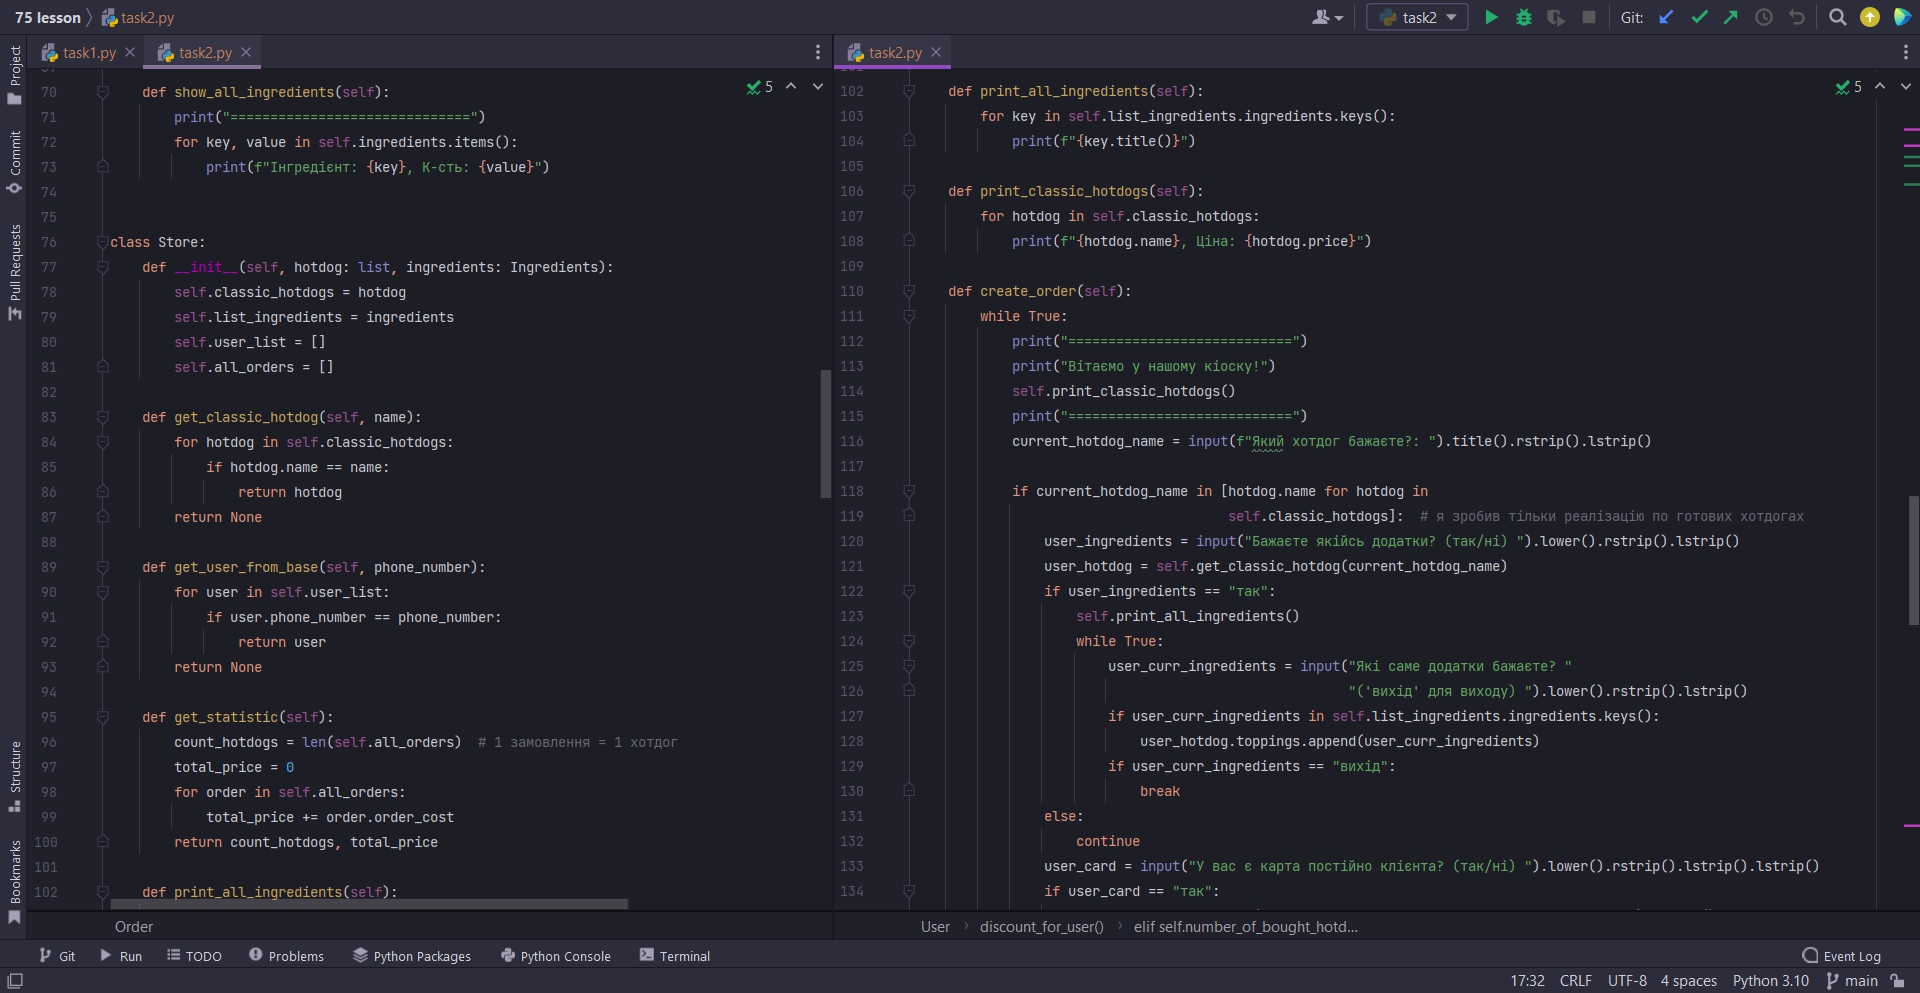 75 lesson task2.py
task2
Git:
Project
Commit
Pull Requests
Structure
Bookmarks
task1.py task2.py
5
70 def show_all_ingredients(self):
71 print("==============================")
72 for key, value in self.ingredients.items():
73 print(f"Інгредієнт: {key}, К-сть: {value}")
74
75
76 class Store:
77 def __init__(self, hotdog: list, ingredients: Ingredients):
78 self.classic_hotdogs = hotdog
79 self.list_ingredients = ingredients
80 self.user_list = []
81 self.all_orders = []
82
83 def get_classic_hotdog(self, name):
84 for hotdog in self.classic_hotdogs:
85 if hotdog.name == name:
86 return hotdog
87 return None
88
89 def get_user_from_base(self, phone_number):
90 for user in self.user_list:
91 if user.phone_number == phone_number:
92 return user
93 return None
94
95 def get_statistic(self):
96 count_hotdogs = len(self.all_orders)  # 1 замовлення = 1 хотдог
97 total_price = 0
98 for order in self.all_orders:
99 total_price += order.order_cost
100 return count_hotdogs, total_price
101
102 def print_all_ingredients(self):
Order
task2.py
5
102 def print_all_ingredients(self):
103 for key in self.list_ingredients.ingredients.keys():
104 print(f"{key.title()}")
105
106 def print_classic_hotdogs(self):
107 for hotdog in self.classic_hotdogs:
108 print(f"{hotdog.name}, Ціна: {hotdog.price}")
109
110 def create_order(self):
111 while True:
112 print("============================")
113 print("Вітаємо у нашому кіоску!")
114 self.print_classic_hotdogs()
115 print("============================")
116 current_hotdog_name = input(f"Який хотдог бажаєте?: ").title().rstrip().lstrip()
117
118 if current_hotdog_name in [hotdog.name for hotdog in
119 self.classic_hotdogs]:  # я зробив тільки реалізацію по готових хотдогах
120 user_ingredients = input("Бажаєте якійсь додатки? (так/ні) ").lower().rstrip().lstrip()
121 user_hotdog = self.get_classic_hotdog(current_hotdog_name)
122 if user_ingredients == "так":
123 self.print_all_ingredients()
124 while True:
125 user_curr_ingredients = input("Які саме додатки бажаєте? "
126 "('вихід' для виходу) ").lower().rstrip().lstrip()
127 if user_curr_ingredients in self.list_ingredients.ingredients.keys():
128 user_hotdog.toppings.append(user_curr_ingredients)
129 if user_curr_ingredients == "вихід":
130 break
131 else:
132 continue
133 user_card = input("У вас є карта постійно клієнта? (так/ні) ").lower().rstrip().lstrip().lstrip()
134 if user_card == "так":
User discount_for_user() elif self.number_of_bought_hotd...
Git Run TODO Problems Python Packages Python Console Terminal Event Log
17:32 CRLF UTF-8 4 spaces Python 3.10 main